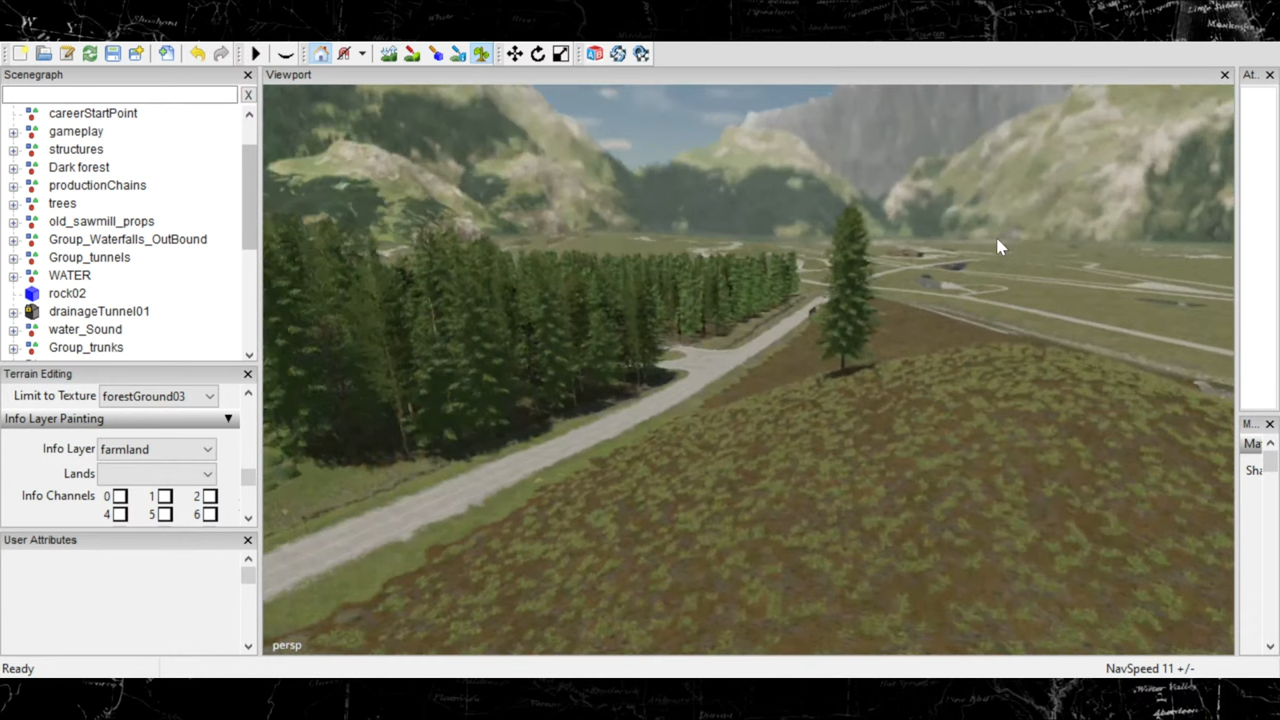 Scenegraph
Viewport
At..
X
careerStartPoint
gameplay
structures
Dark forest
productionChains
trees
old_sawmill_props
Group_Waterfalls_OutBound
Group_tunnels
WATER
rock02
drainageTunnel01
water_Sound
Group_trunks
Terrain Editing
Limit to Texture forestGround03
Info Layer Painting
Info Layer farmland
Lands
Info Channels 0 1 2
4 5 6
User Attributes
M...
Ma
Sha
persp
Ready
NavSpeed 11 +/-